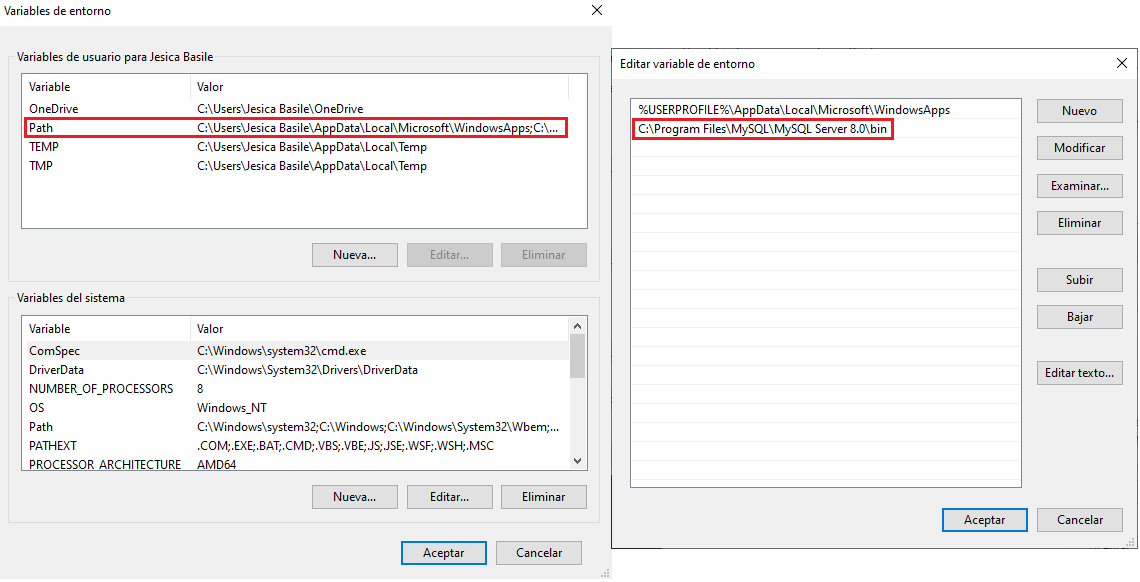 Variables de entorno
Variables de usuario para Jesica Basile
Variable Valor
OneDrive C:\Users\Jesica Basile\OneDrive
Path C:\Users\Jesica Basile\AppData\Local\Microsoft\WindowsApps;C:\...
TEMP C:\Users\Jesica Basile\AppData\Local\Temp
TMP C:\Users\Jesica Basile\AppData\Local\Temp
Nueva... Editar... Eliminar
Variables del sistema
Variable Valor
ComSpec C:\Windows\system32\cmd.exe
DriverData C:\Windows\System32\Drivers\DriverData
NUMBER_OF_PROCESSORS 8
OS Windows_NT
Path C:\Windows\system32;C:\Windows;C:\Windows\System32\Wbem;...
PATHEXT .COM;.EXE;.BAT;.CMD;.VBS;.VBE;.JS;.JSE;.WSF;.WSH;.MSC
PROCESSOR_ARCHITECTURE AMD64
Nueva... Editar... Eliminar
Aceptar Cancelar
Editar variable de entorno
%USERPROFILE%\AppData\Local\Microsoft\WindowsApps
C:\Program Files\MySQL\MySQL Server 8.0\bin
Nuevo
Modificar
Examinar...
Eliminar
Subir
Bajar
Editar texto...
Aceptar Cancelar